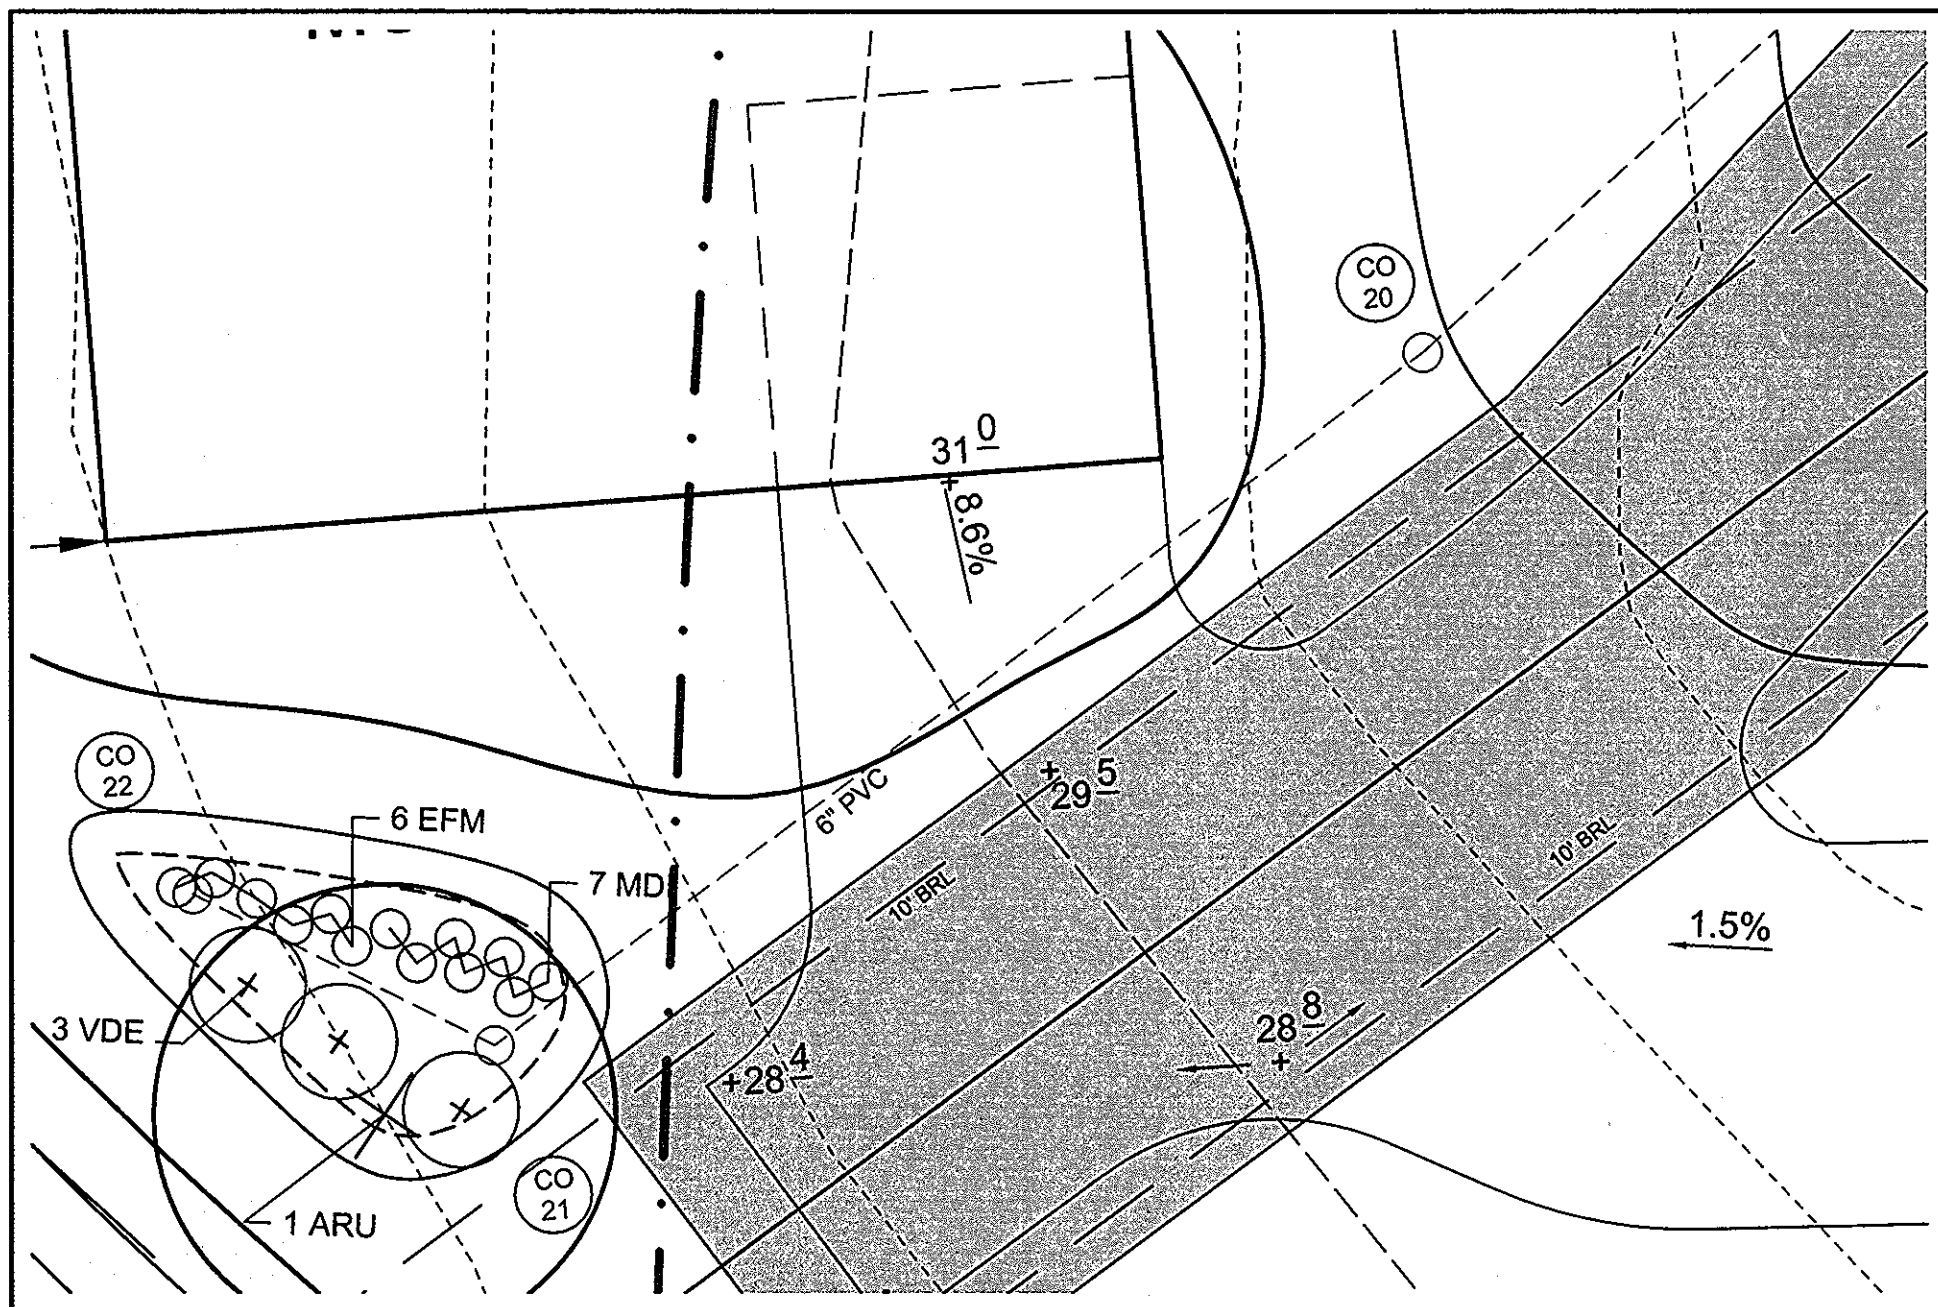 CO
20
31 0
8.6%
CO
22
6 EFM
6" PVC
29 5
7 MD
10' BRL
10' BRL
1.5%
3 VDE
28 8
28 4
CO
21
1 ARU